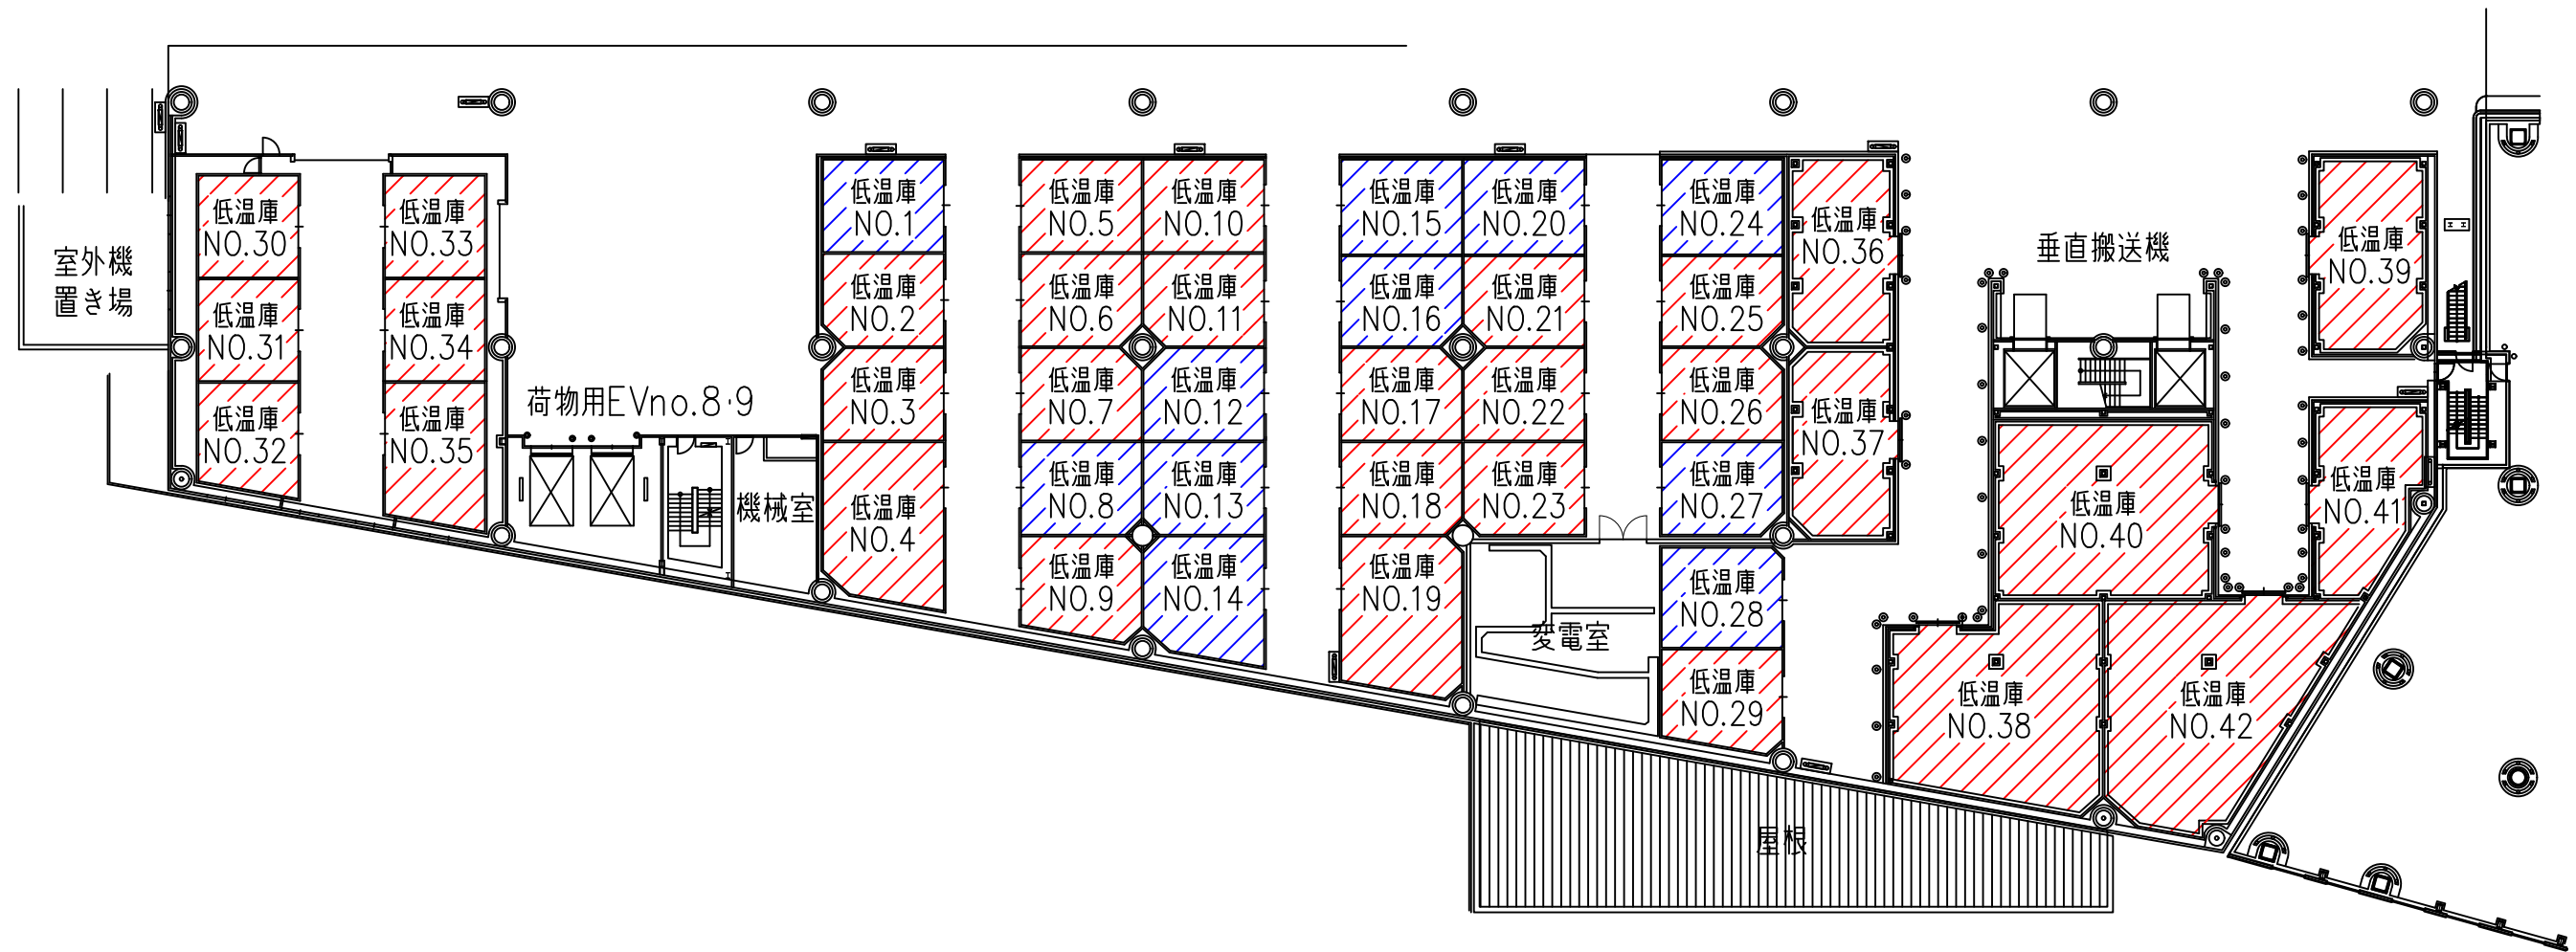 室外機
置き場
低温庫
NO.30
低温庫
NO.31
低温庫
NO.32
低温庫
NO.33
低温庫
NO.34
低温庫
NO.35
荷物用EVno.8・9
機械室
低温庫
NO.1
低温庫
NO.2
低温庫
NO.3
低温庫
NO.4
低温庫
NO.5
低温庫
NO.6
低温庫
NO.7
低温庫
NO.8
低温庫
NO.9
低温庫
NO.10
低温庫
NO.11
低温庫
NO.12
低温庫
NO.13
低温庫
NO.14
低温庫
NO.15
低温庫
NO.16
低温庫
NO.17
低温庫
NO.18
低温庫
NO.19
低温庫
NO.20
低温庫
NO.21
低温庫
NO.22
低温庫
NO.23
変電室
低温庫
NO.24
低温庫
NO.25
低温庫
NO.26
低温庫
NO.27
低温庫
NO.28
低温庫
NO.29
低温庫
NO.36
低温庫
NO.37
垂直搬送機
低温庫
NO.40
低温庫
NO.38
低温庫
NO.42
低温庫
NO.39
低温庫
NO.41
屋根